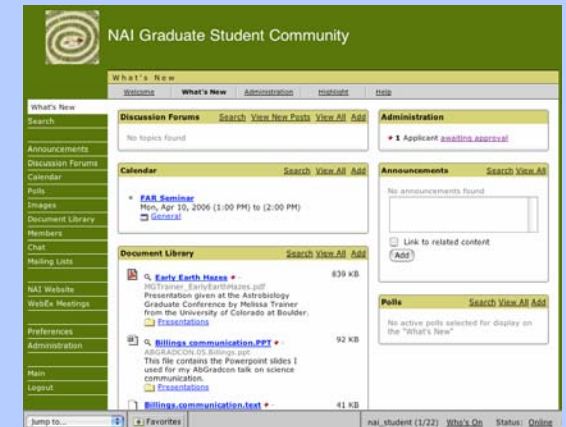 NAI Graduate Student Community
What's New
Welcome What's New Administration Highlight Help
What's New
Search
Announcements
Discussion Forums
Calendar
Polls
Images
Document Library
Members
Chat
Mailing Lists
NAI Website
WebEx Meetings
Preferences
Administration
Main
Logout
Discussion Forums Search View New Posts View All Add
No topics found
Calendar Search View All Add
FAR Seminar
Mon, Apr 10, 2006 (1:00 PM) to (2:00 PM)
General
Document Library Search View All Add
Early Earth Hazes 839 KB
MGTrainer_EarlyEarthHazes.pdf
Presentation given at the Astrobiology
Graduate Conference by Melissa Trainer
from the University of Colorado at Boulder.
Presentations
Billings communication.PPT 92 KB
ABGRADCON.05.Billings.ppt
This file contains the Powerpoint slides I
used for my AbGradcon talk on science
communication.
Presentations
Billings.communication.text 41 KB
Administration
1 Applicant awaiting approval
Announcements Search View All
No announcements found
Link to related content
Add
Polls Search View All Add
No active polls selected for display on
the "What's New"
Jump to... Favorites nai_student (1/22) Who's On Status: Online